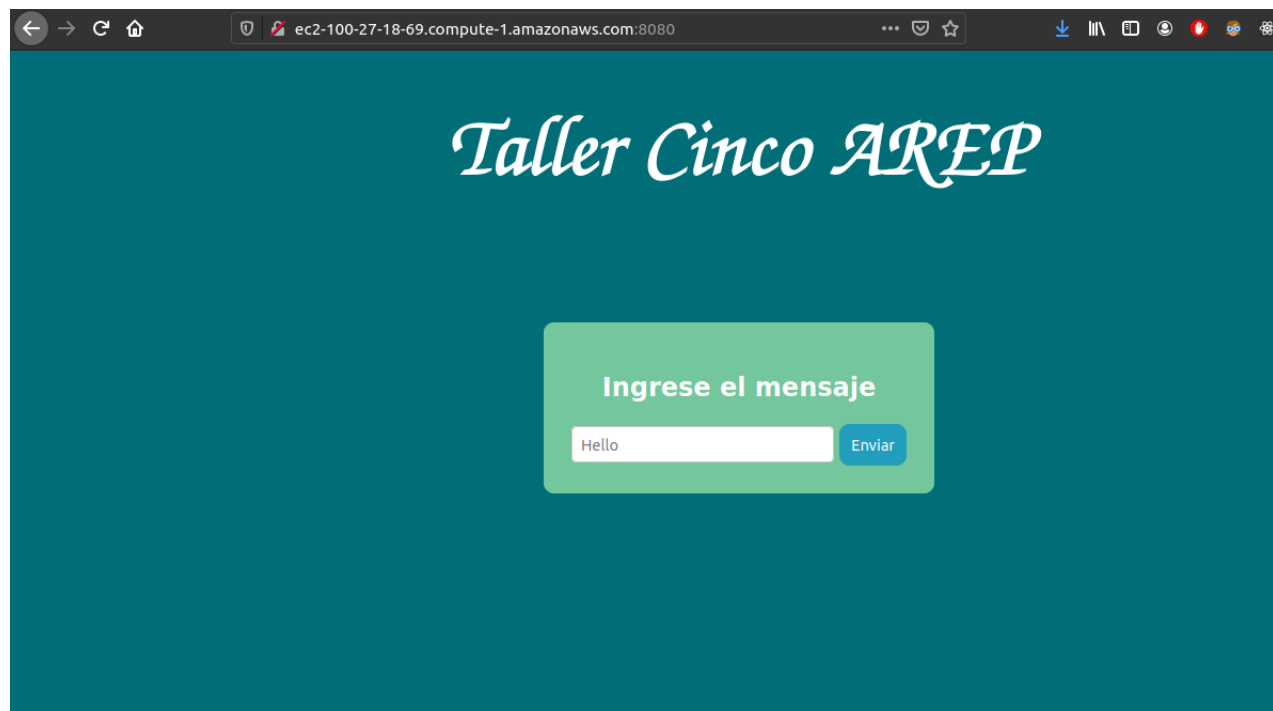 ec2-100-27-18-69.compute-1.amazonaws.com:8080
Taller Cinco AREP
Ingrese el mensaje
Hello
Enviar